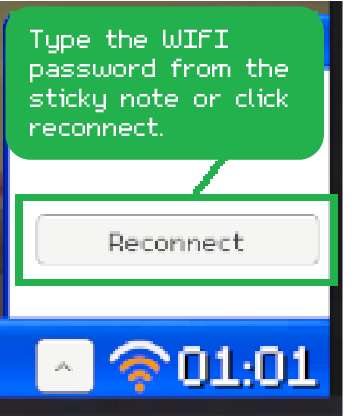 Type the WIFI
password from the
sticky note or click
reconnect.
Reconnect
01:01